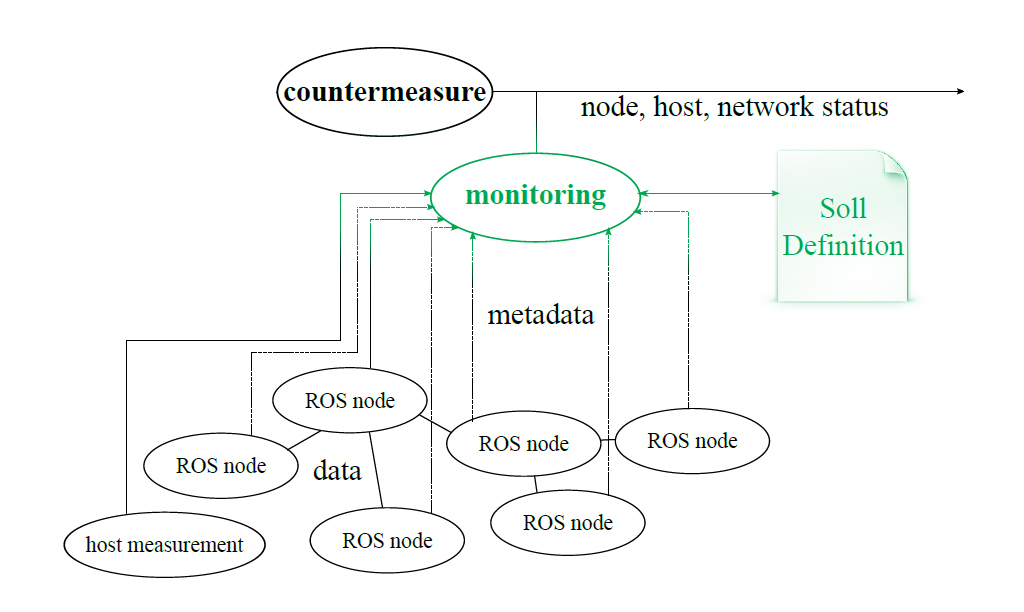 countermeasure
node, host, network status
monitoring
Soll
Definition
metadata
ROS node
ROS node
ROS node
ROS node
data
ROS node
ROS node
host measurement